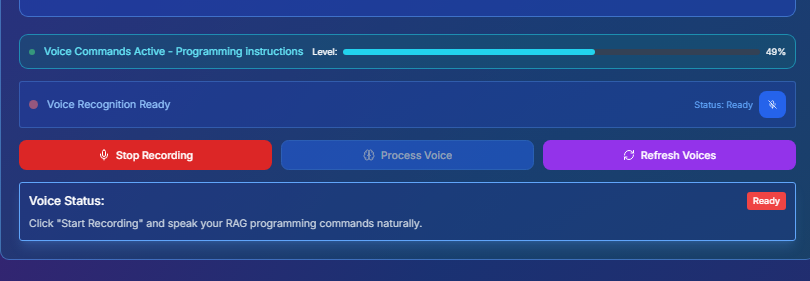 Voice Commands Active - Programming instructions Level: 49%
Voice Recognition Ready Status: Ready
Stop Recording Process Voice Refresh Voices
Voice Status: Ready
Click "Start Recording" and speak your RAG programming commands naturally.